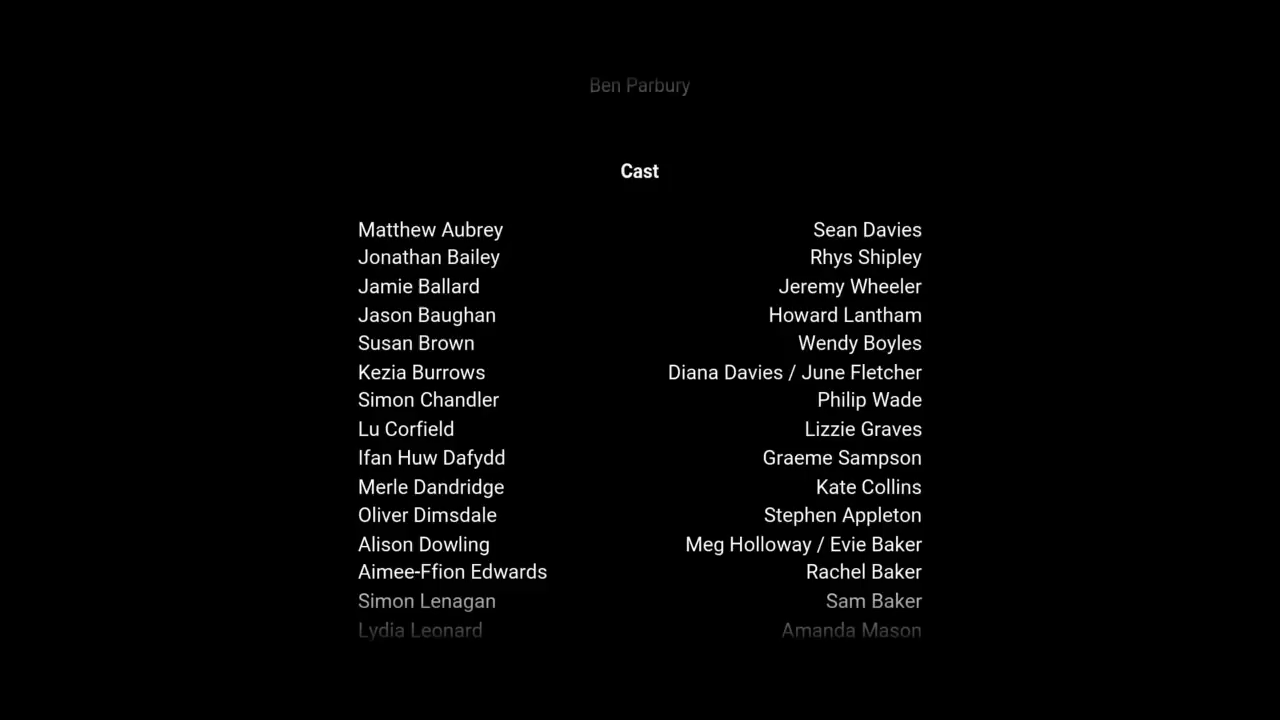 Ben Parbury
Cast
Matthew Aubrey Sean Davies
Jonathan Bailey Rhys Shipley
Jamie Ballard Jeremy Wheeler
Jason Baughan Howard Lantham
Susan Brown Wendy Boyles
Kezia Burrows Diana Davies / June Fletcher
Simon Chandler Philip Wade
Lu Corfield Lizzie Graves
Ifan Huw Dafydd Graeme Sampson
Merle Dandridge Kate Collins
Oliver Dimsdale Stephen Appleton
Alison Dowling Meg Holloway / Evie Baker
Aimee-Ffion Edwards Rachel Baker
Simon Lenagan Sam Baker
Lydia Leonard Amanda Mason